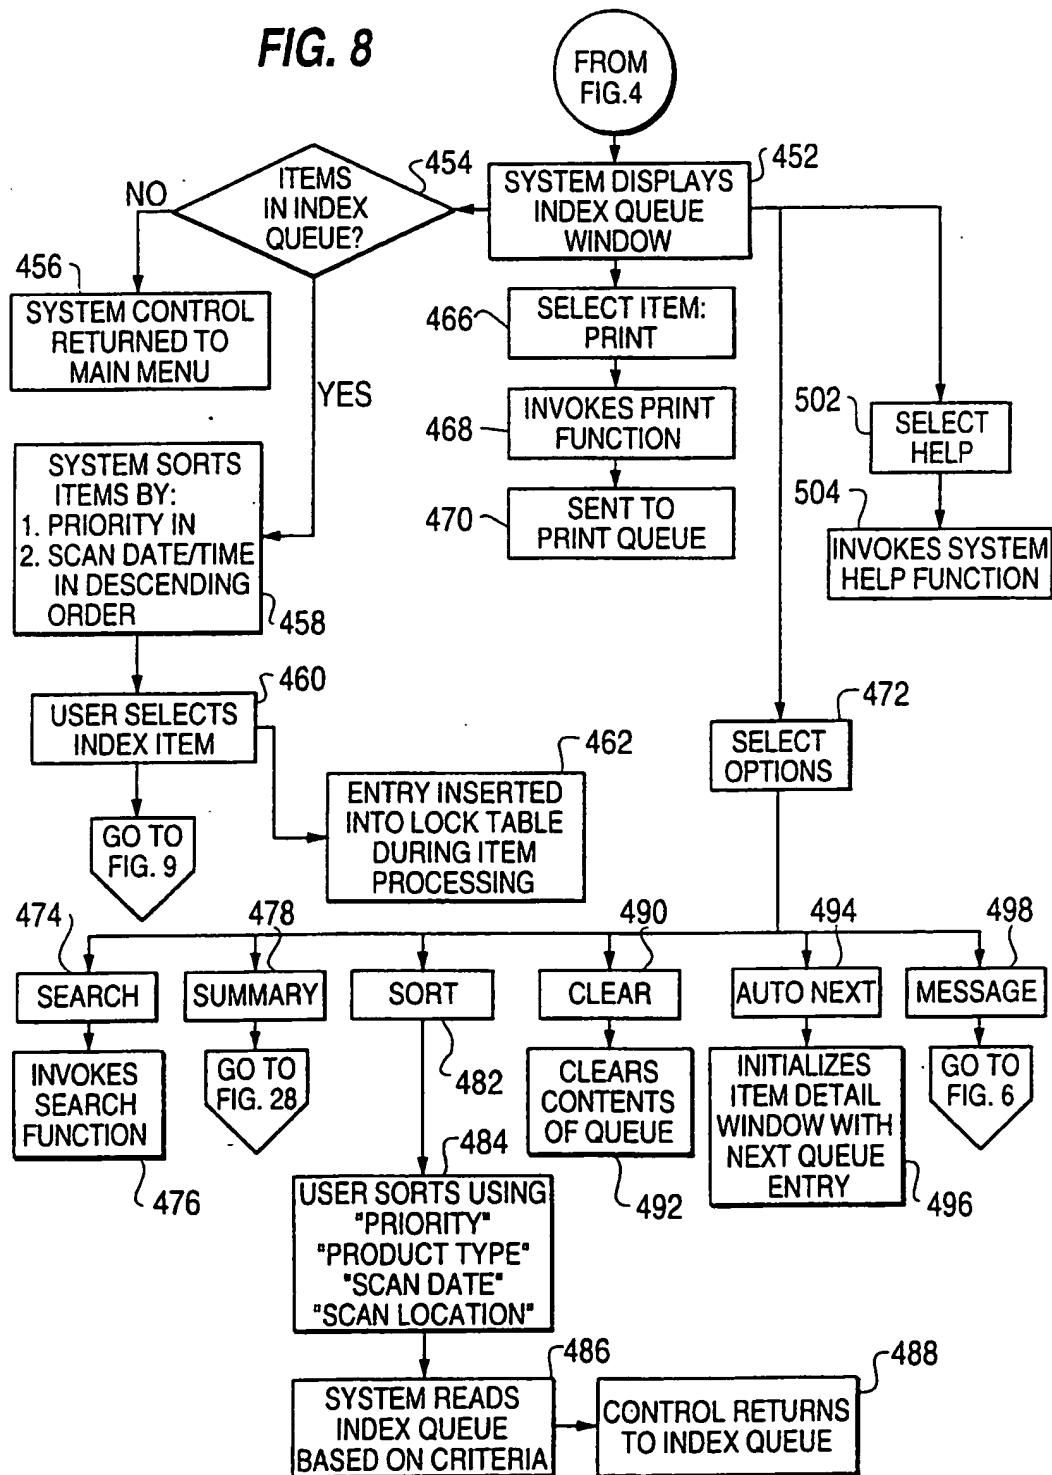 FIG. 8
FROM
FIG.4
452
SYSTEM DISPLAYS
INDEX QUEUE
WINDOW
454
ITEMS
IN INDEX
QUEUE?
NO
YES
456
SYSTEM CONTROL
RETURNED TO
MAIN MENU
466
SELECT ITEM:
PRINT
468
INVOKES PRINT
FUNCTION
470
SENT TO
PRINT QUEUE
502
SELECT
HELP
504
INVOKES SYSTEM
HELP FUNCTION
SYSTEM SORTS
ITEMS BY:
1. PRIORITY IN
2. SCAN DATE/TIME
IN DESCENDING
ORDER
458
460
USER SELECTS
INDEX ITEM
GO TO
FIG. 9
462
ENTRY INSERTED
INTO LOCK TABLE
DURING ITEM
PROCESSING
472
SELECT
OPTIONS
474
SEARCH
INVOKES
SEARCH
FUNCTION
476
478
SUMMARY
GO TO
FIG. 28
SORT
482
484
USER SORTS USING
"PRIORITY"
"PRODUCT TYPE"
"SCAN DATE"
"SCAN LOCATION"
486
SYSTEM READS
INDEX QUEUE
BASED ON CRITERIA
488
CONTROL RETURNS
TO INDEX QUEUE
490
CLEAR
CLEARS
CONTENTS
OF QUEUE
492
494
AUTO NEXT
INITIALIZES
ITEM DETAIL
WINDOW WITH
NEXT QUEUE
ENTRY
496
498
MESSAGE
GO TO
FIG. 6